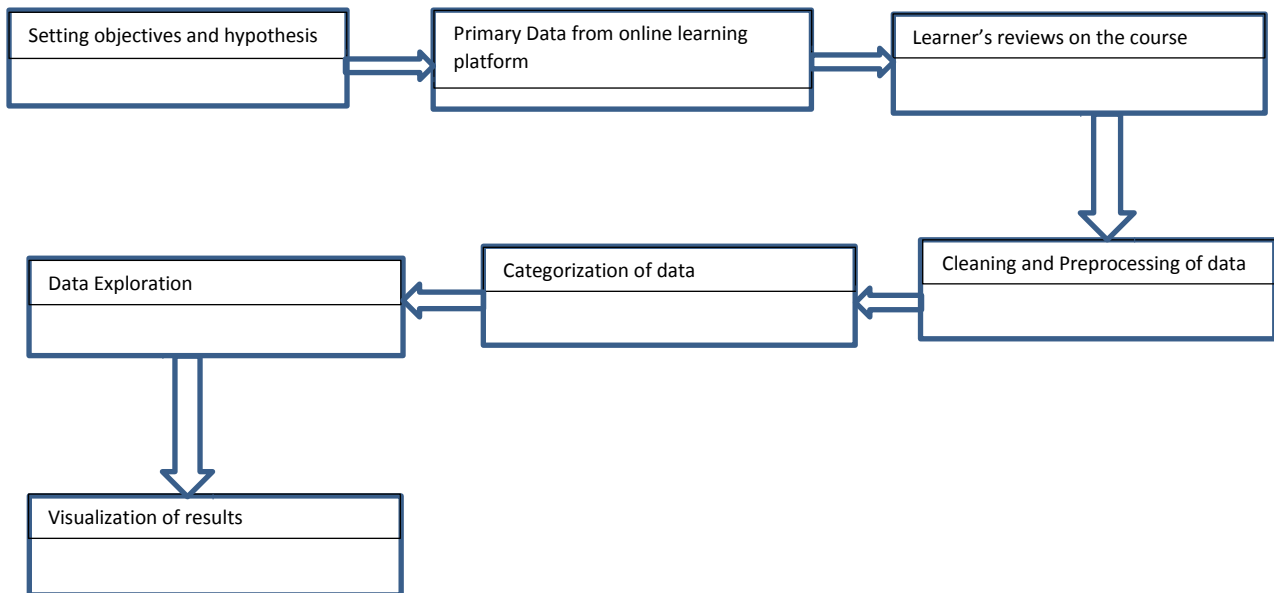 Setting objectives and hypothesis
Primary Data from online learning
platform
Learner’s reviews on the course
Cleaning and Preprocessing of data
Categorization of data
Data Exploration
Visualization of results